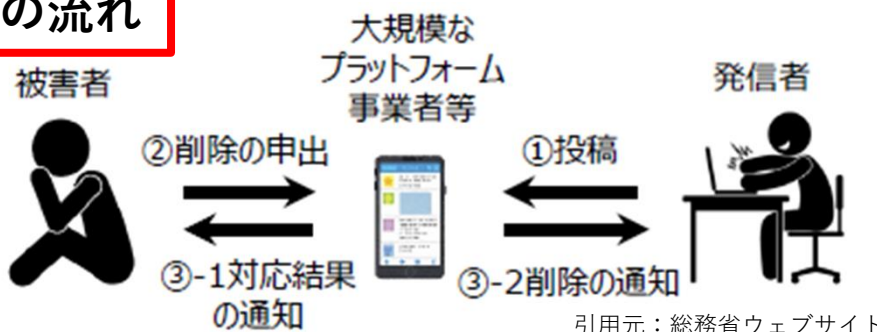 の流れ
大規模な
プラットフォーム
事業者等
被害者
発信者
②削除の申出
①投稿
③-1対応結果
の通知
③-2削除の通知
引用元：総務省ウェブサイト